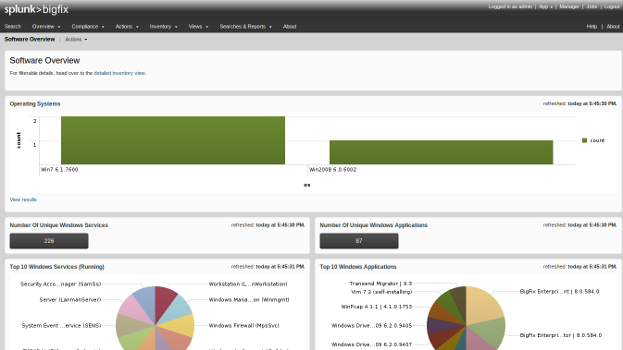 splunk>bigfix
Logged in as admin | App | Manager | Jobs | Logout
Search Overview Compliance Actions Inventory Views Searches & Reports About
Help | About
Software Overview | Actions
Software Overview
For filterable details, head over to the detailed inventory view.
Operating Systems
refreshed: today at 5:45:30 PM.
count
2
1
Win7 6.1.7600
Win2008 6.0.6002
os
count
View results
Number Of Unique Windows Services
refreshed: today at 5:45:30 PM.
226
Number Of Unique Windows Applications
refreshed: today at 5:45:30 PM.
87
Top 10 Windows Services (Running)
refreshed: today at 5:45:31 PM.
Security Acco...nager (SamSs)
Workstation (L...nWorkstation)
Server (LanmanServer)
Windows Mana...on (Winmgmt)
System Event ...ervice (SENS)
Windows Firewall (MpsSvc)
Top 10 Windows Applications
refreshed: today at 5:45:31 PM.
Transend Migrator | 9.3
Vim 7.2 (self-installing)
BigFix Enterpri...nt | 8.0.584.0
WinPcap 4.1.1 | 4.1.0.1753
Windows Drive...09 6.2.0.9405
BigFix Enterpri...tor | 8.0.584.0
Windows Drive...09 6.2.0.9407